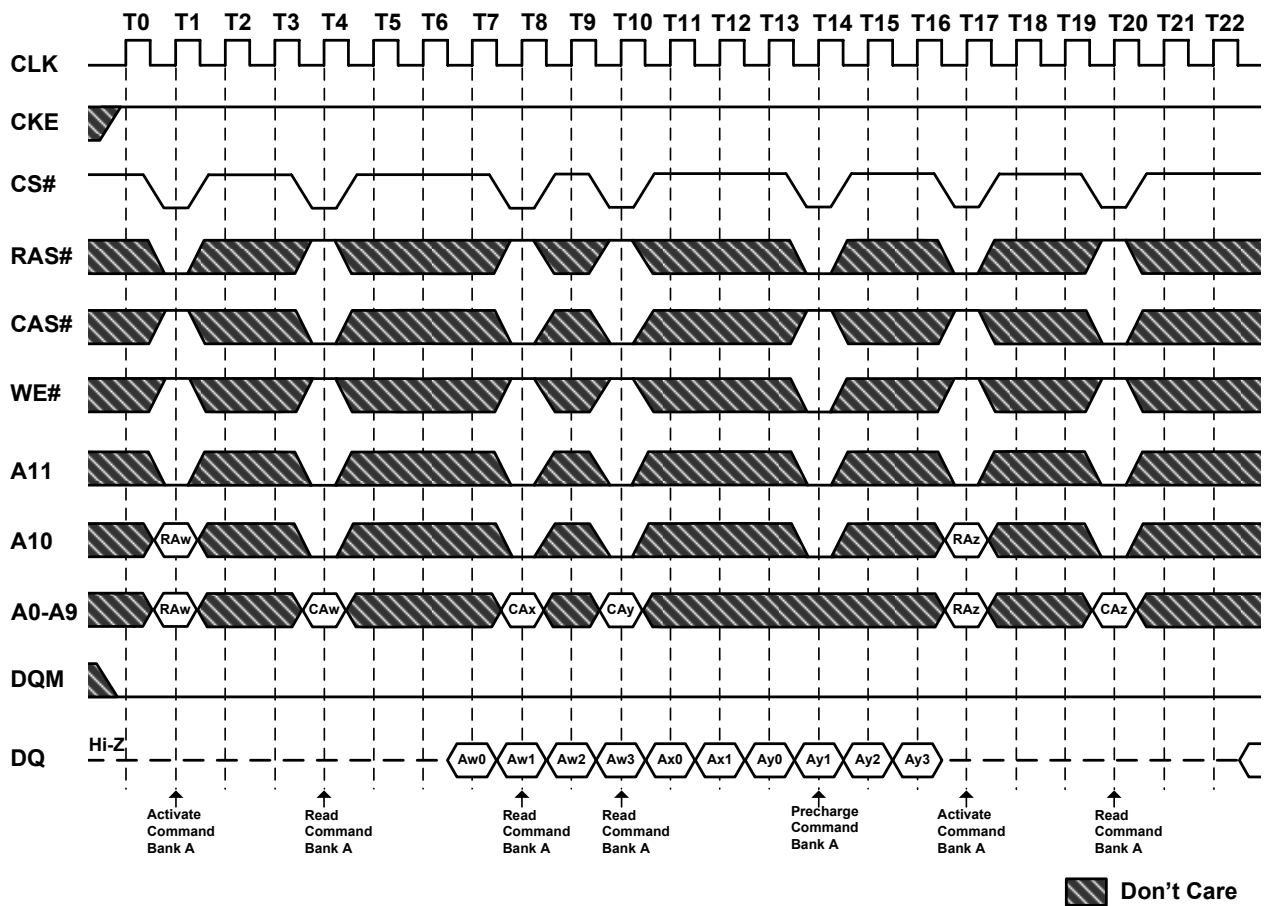 T0 T1 T2 T3 T4 T5 T6 T7 T8 T9 T10 T11 T12 T13 T14 T15 T16 T17 T18 T19 T20 T21 T22
CLK
CKE
CS#
RAS#
CAS#
WE#
A11
A10 RAw RAz
A0-A9 RAw CAw CAx CAy RAz CAz
DQM
DQ Hi-Z Aw0 Aw1 Aw2 Aw3 Ax0 Ax1 Ay0 Ay1 Ay2 Ay3
Activate
Command
Bank A
Read
Command
Bank A
Read
Command
Bank A
Read
Command
Bank A
Precharge
Command
Bank A
Activate
Command
Bank A
Read
Command
Bank A
Don't Care